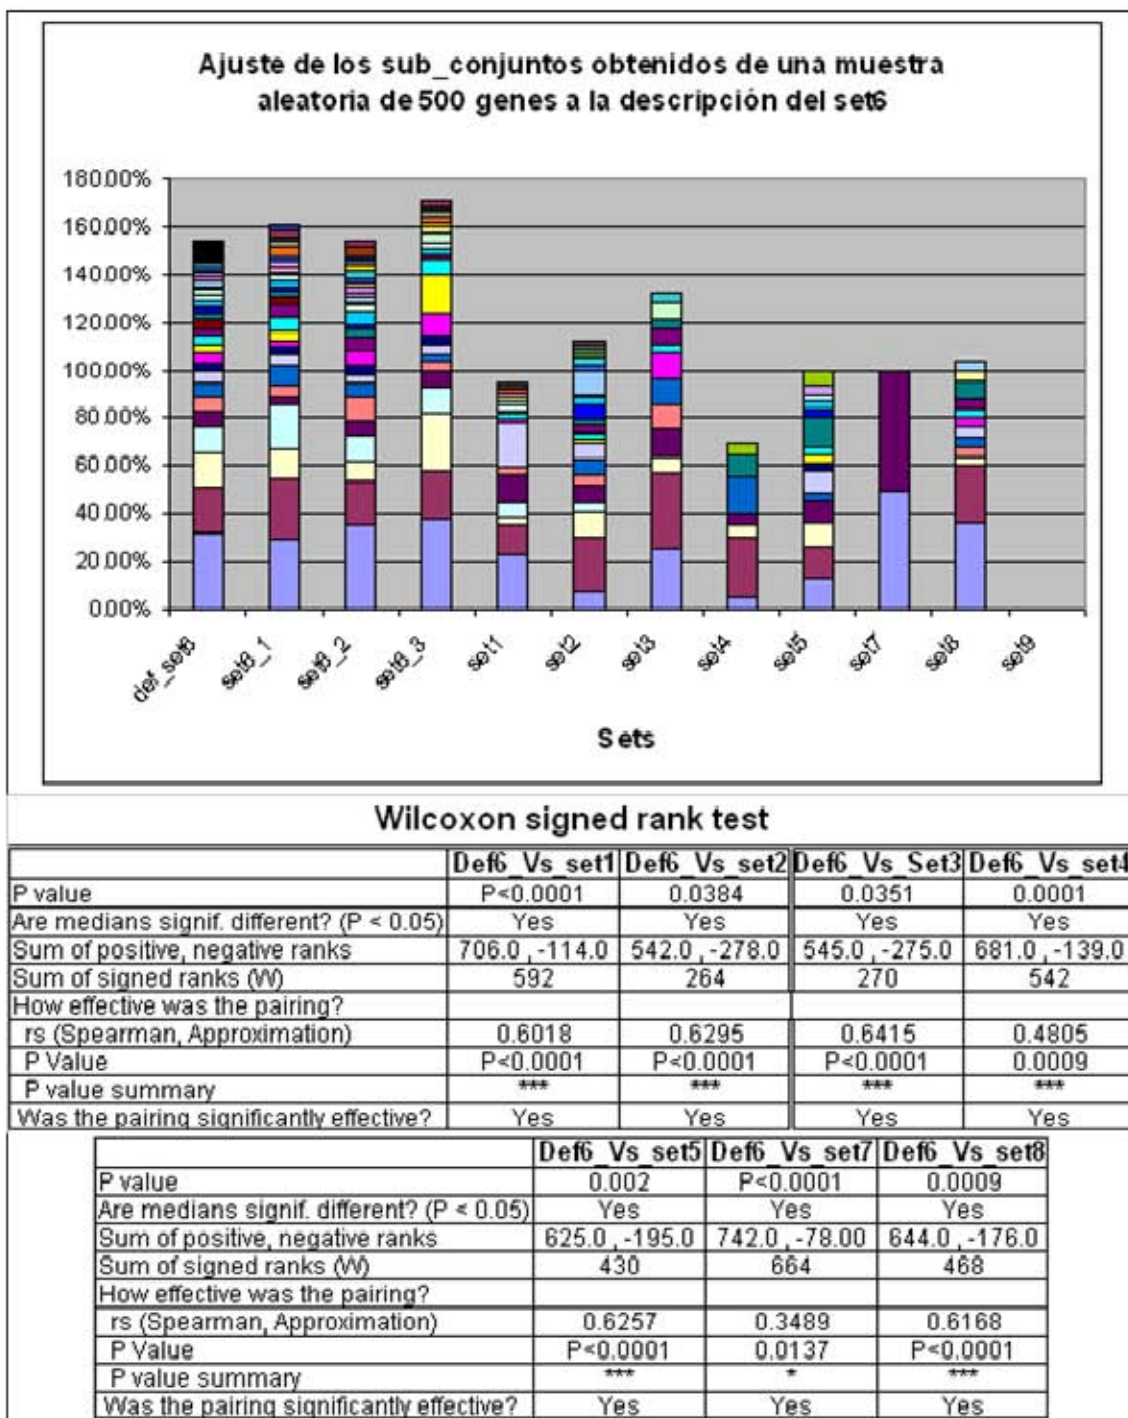 Ajuste de los sub_conjuntos obtenidos de una muestra
aleatoria de 500 genes a la descripción del set6
180.00%
160.00%
140.00%
120.00%
100.00%
80.00%
60.00%
40.00%
20.00%
0.00%
def_set6 set6_1 set6_2 set6_3 set1 set2 set3 set4 set5 set7 set8 set9
Sets
Wilcoxon signed rank test
Def6_Vs_set1 Def6_Vs_set2 Def6_Vs_Set3 Def6_Vs_set4
P value P<0.0001 0.0384 0.0351 0.0001
Are medians signif. different? (P < 0.05) Yes Yes Yes Yes
Sum of positive, negative ranks 706.0 , -114.0 542.0 , -278.0 545.0 , -275.0 681.0 , -139.0
Sum of signed ranks (W) 592 264 270 542
How effective was the pairing?
rs (Spearman, Approximation) 0.6018 0.6295 0.6415 0.4805
P Value P<0.0001 P<0.0001 P<0.0001 0.0009
P value summary *** *** *** ***
Was the pairing significantly effective? Yes Yes Yes Yes
Def6_Vs_set5 Def6_Vs_set7 Def6_Vs_set8
P value 0.002 P<0.0001 0.0009
Are medians signif. different? (P < 0.05) Yes Yes Yes
Sum of positive, negative ranks 625.0 , -195.0 742.0 , -78.00 644.0 , -176.0
Sum of signed ranks (W) 430 664 468
How effective was the pairing?
rs (Spearman, Approximation) 0.6257 0.3489 0.6168
P Value P<0.0001 0.0137 P<0.0001
P value summary *** * ***
Was the pairing significantly effective? Yes Yes Yes